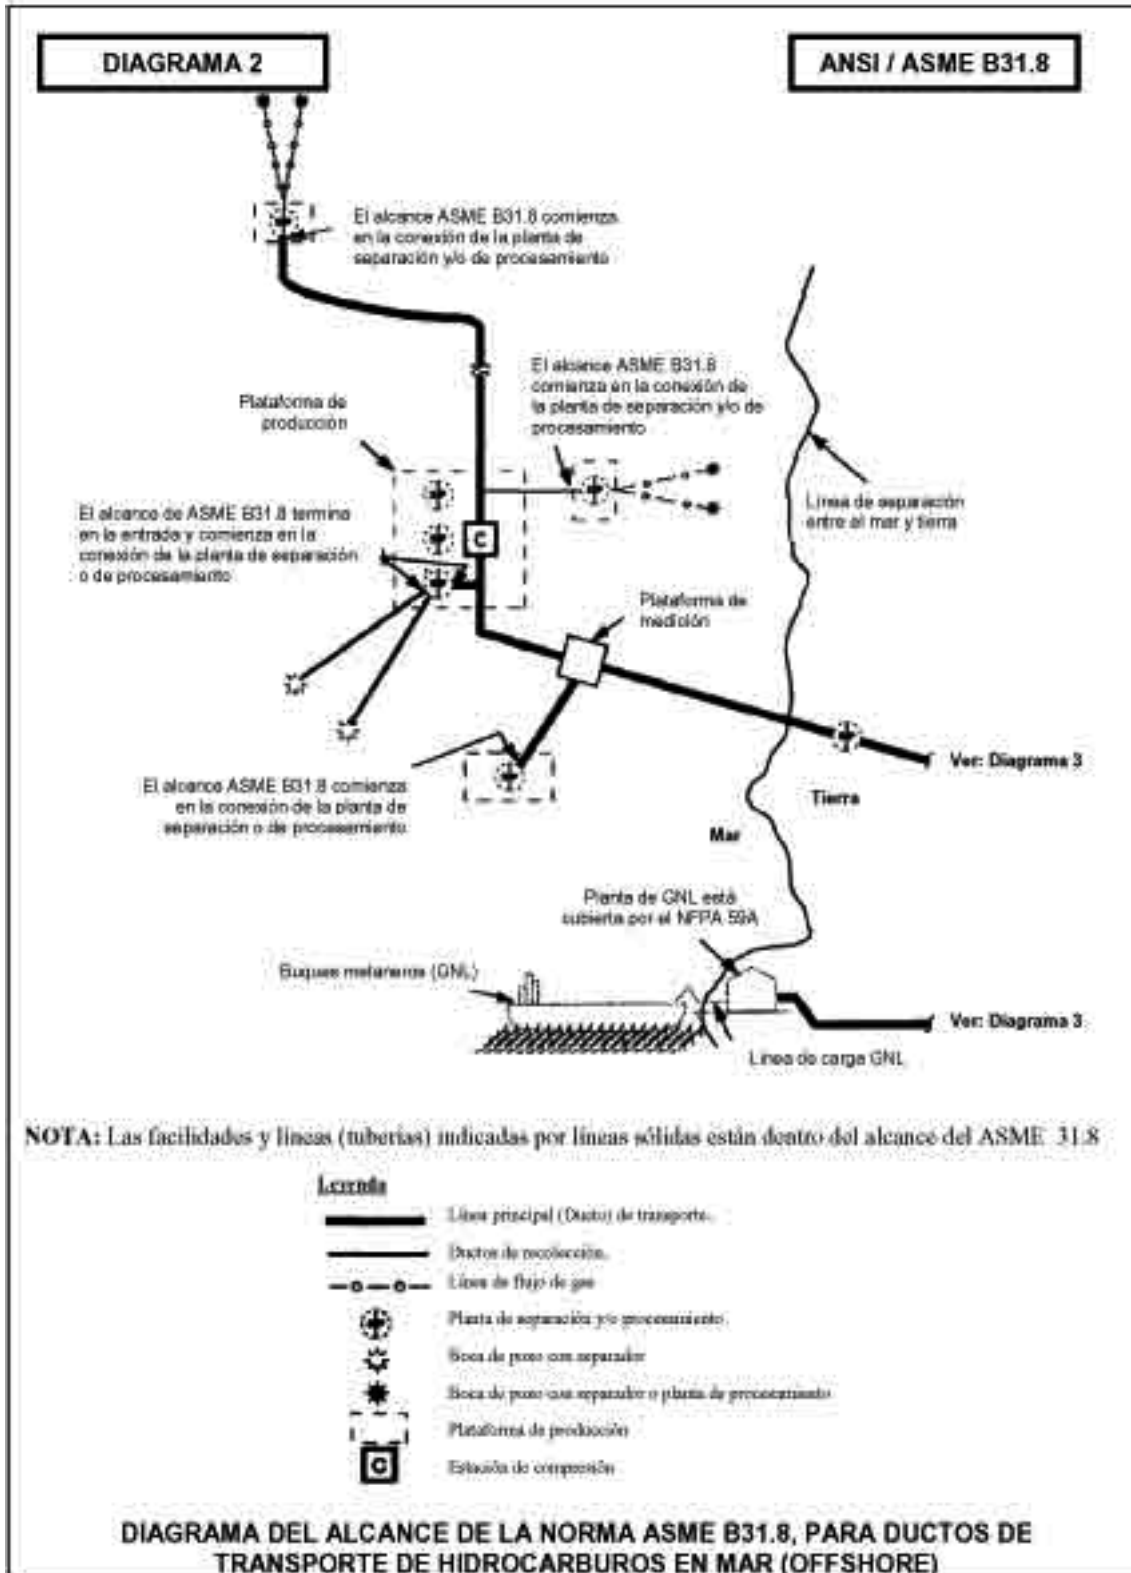 DIAGRAMA 2
ANSI / ASME B31.8
El alcance ASME B31.8 comienza
en la conexión de la planta de
separación y/o de procesamiento
El alcance ASME B31.8
comienza en la conexión de
la planta de separación y/o de
procesamiento
Plataforma de
producción
Línea de separación
entre el mar y tierra
El alcance de ASME B31.8 termina
en la entrada y comienza en la
conexión de la planta de separación
o de procesamiento
C
Plataforma de
medición
Ver: Diagrama 3
El alcance ASME B31.8 comienza
en la conexión de la planta de
separación o de procesamiento
Tierra
Mar
Planta de GNL está
cubierta por el NFPA 59A
Buques metaneros (GNL)
Ver: Diagrama 3
Línea de carga GNL
NOTA: Las facilidades y líneas (tuberías) indicadas por líneas sólidas están dentro del alcance del ASME 31.8
Leyenda
Línea principal (Ducto) de transporte.
Ductos de recolección.
Línea de flujo de gas
Planta de separación y/o procesamiento.
Boca de pozo con separador
Boca de pozo con separador o planta de procesamiento
Plataforma de producción
C
Estación de compresión
DIAGRAMA DEL ALCANCE DE LA NORMA ASME B31.8, PARA DUCTOS DE
TRANSPORTE DE HIDROCARBUROS EN MAR (OFFSHORE)